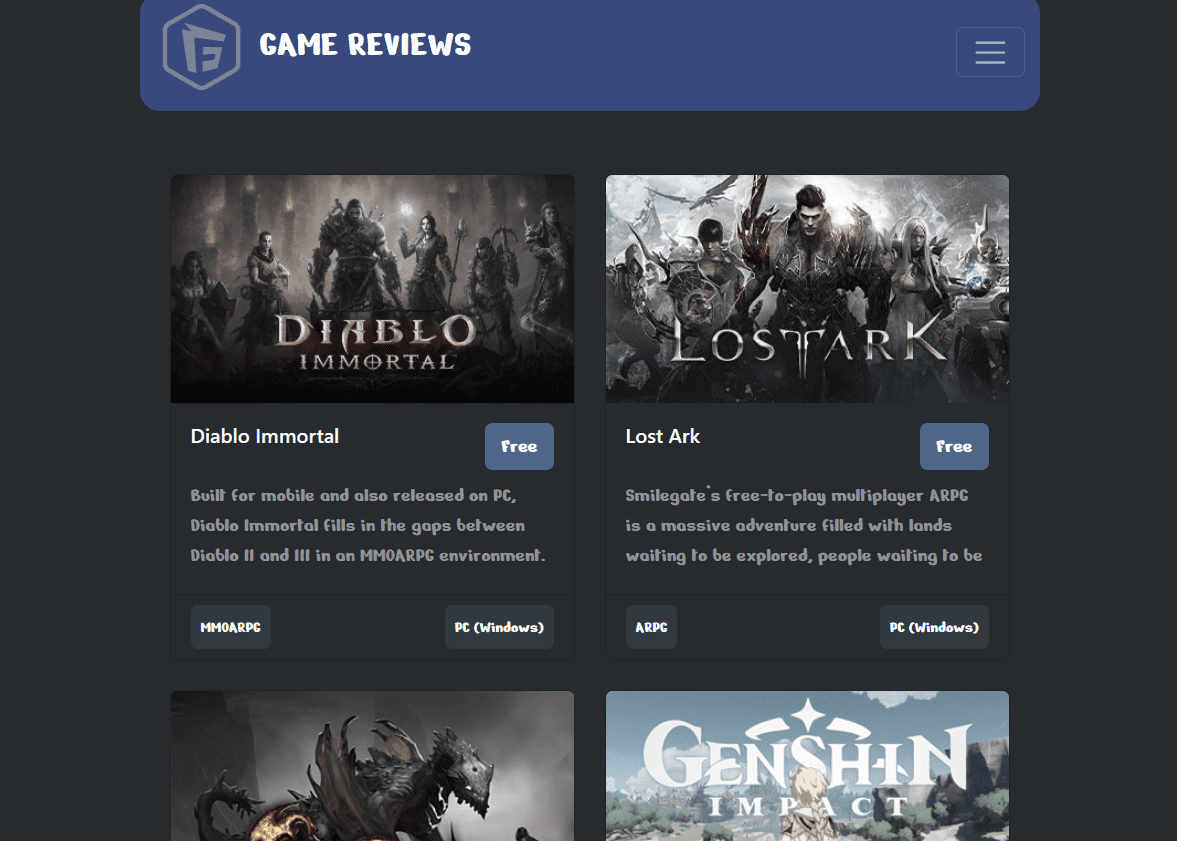 GAME REVIEWS
DIABLO
IMMORTAL
LOST ARK
Diablo Immortal
Free
Built for mobile and also released on PC,
Diablo Immortal fills in the gaps between
Diablo II and III in an MMOARPG environment.
MMOARPG
PC (Windows)
Lost Ark
Free
Smilegate's free-to-play multiplayer ARPG
is a massive adventure filled with lands
waiting to be explored, people waiting to be
ARPG
PC (Windows)
GENSHIN
IMPACT